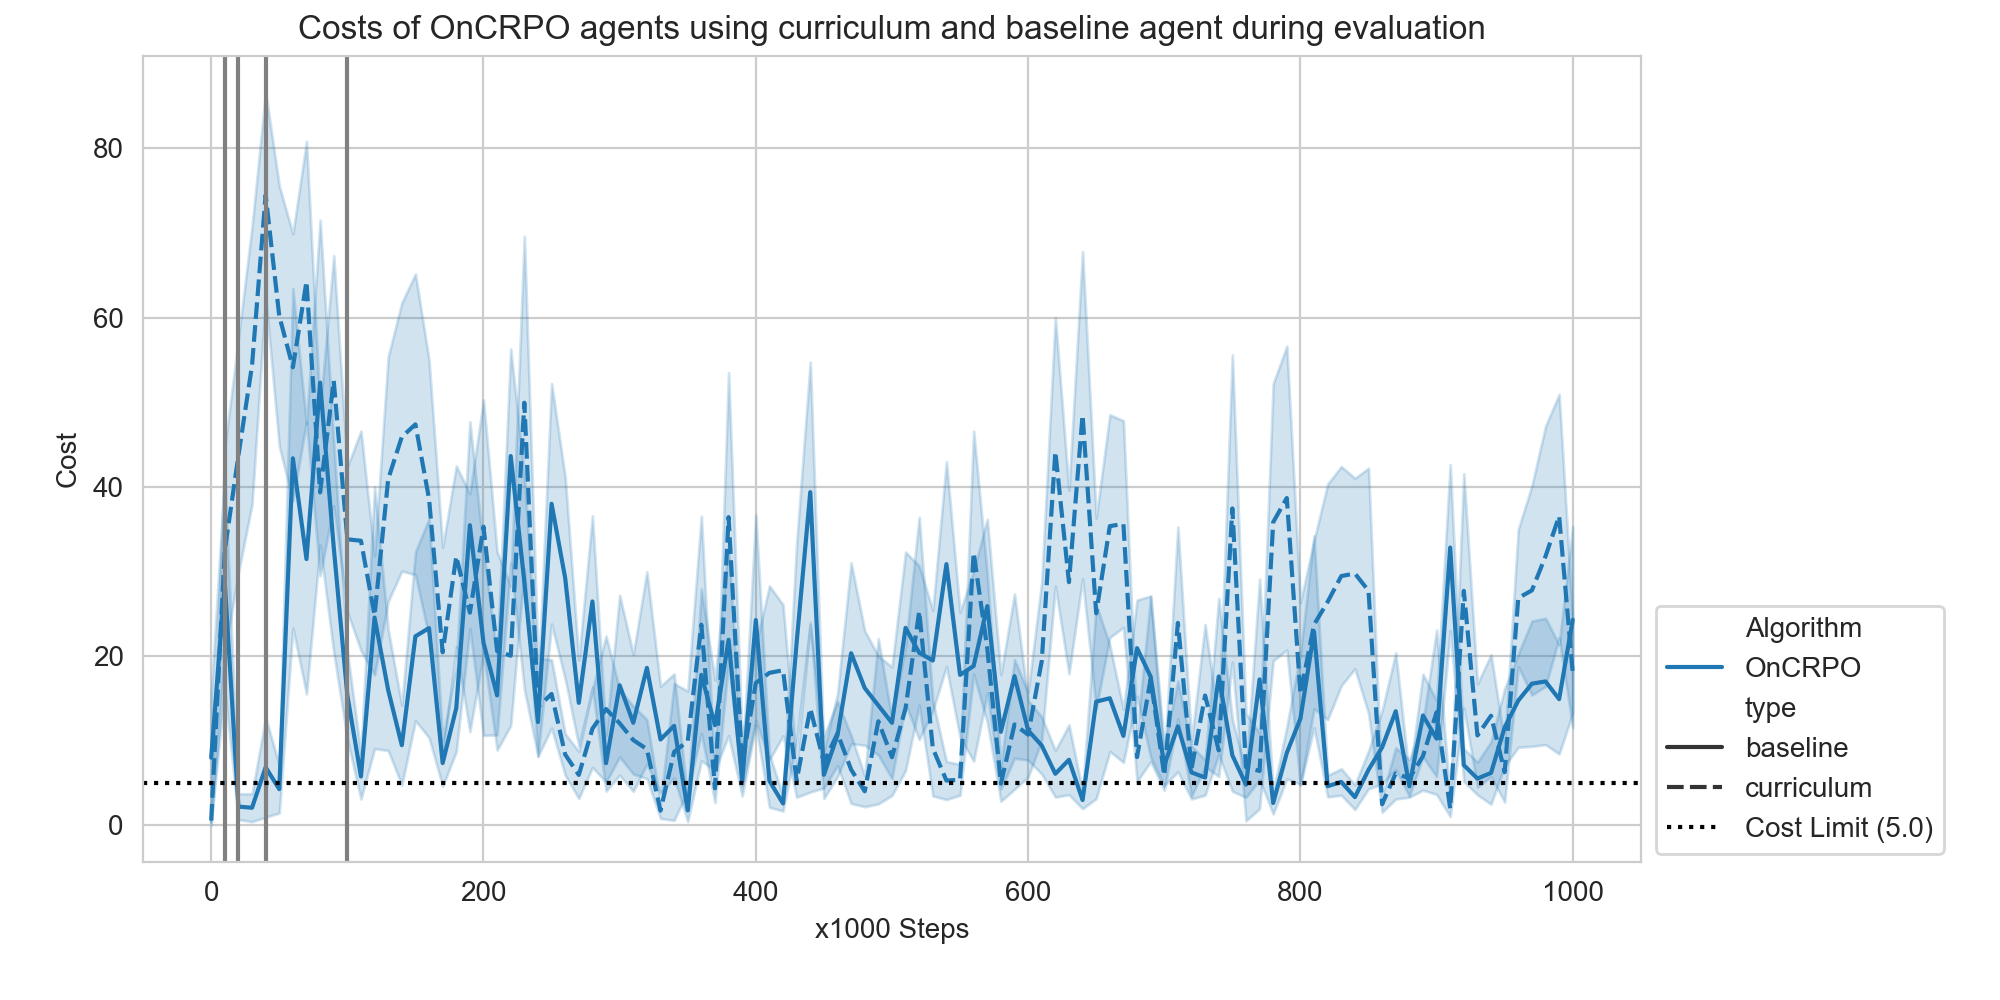 Costs of OnCRPO agents using curriculum and baseline agent during evaluation
80
60
40
20
0
Cost
0 200 400 600 800 1000
x1000 Steps
Algorithm
OnCRPO
type
baseline
curriculum
Cost Limit (5.0)